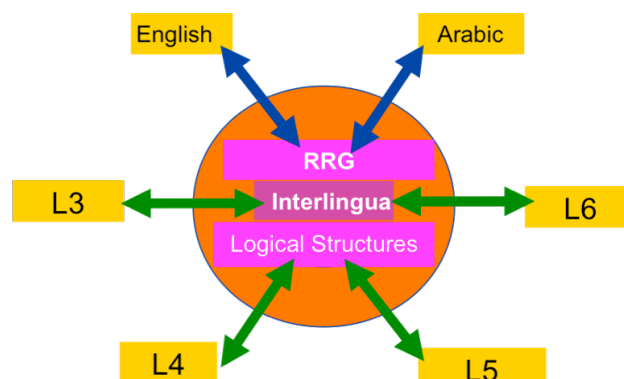 English
Arabic
RRG
L3
Interlingua
L6
Logical Structures
L4
L5